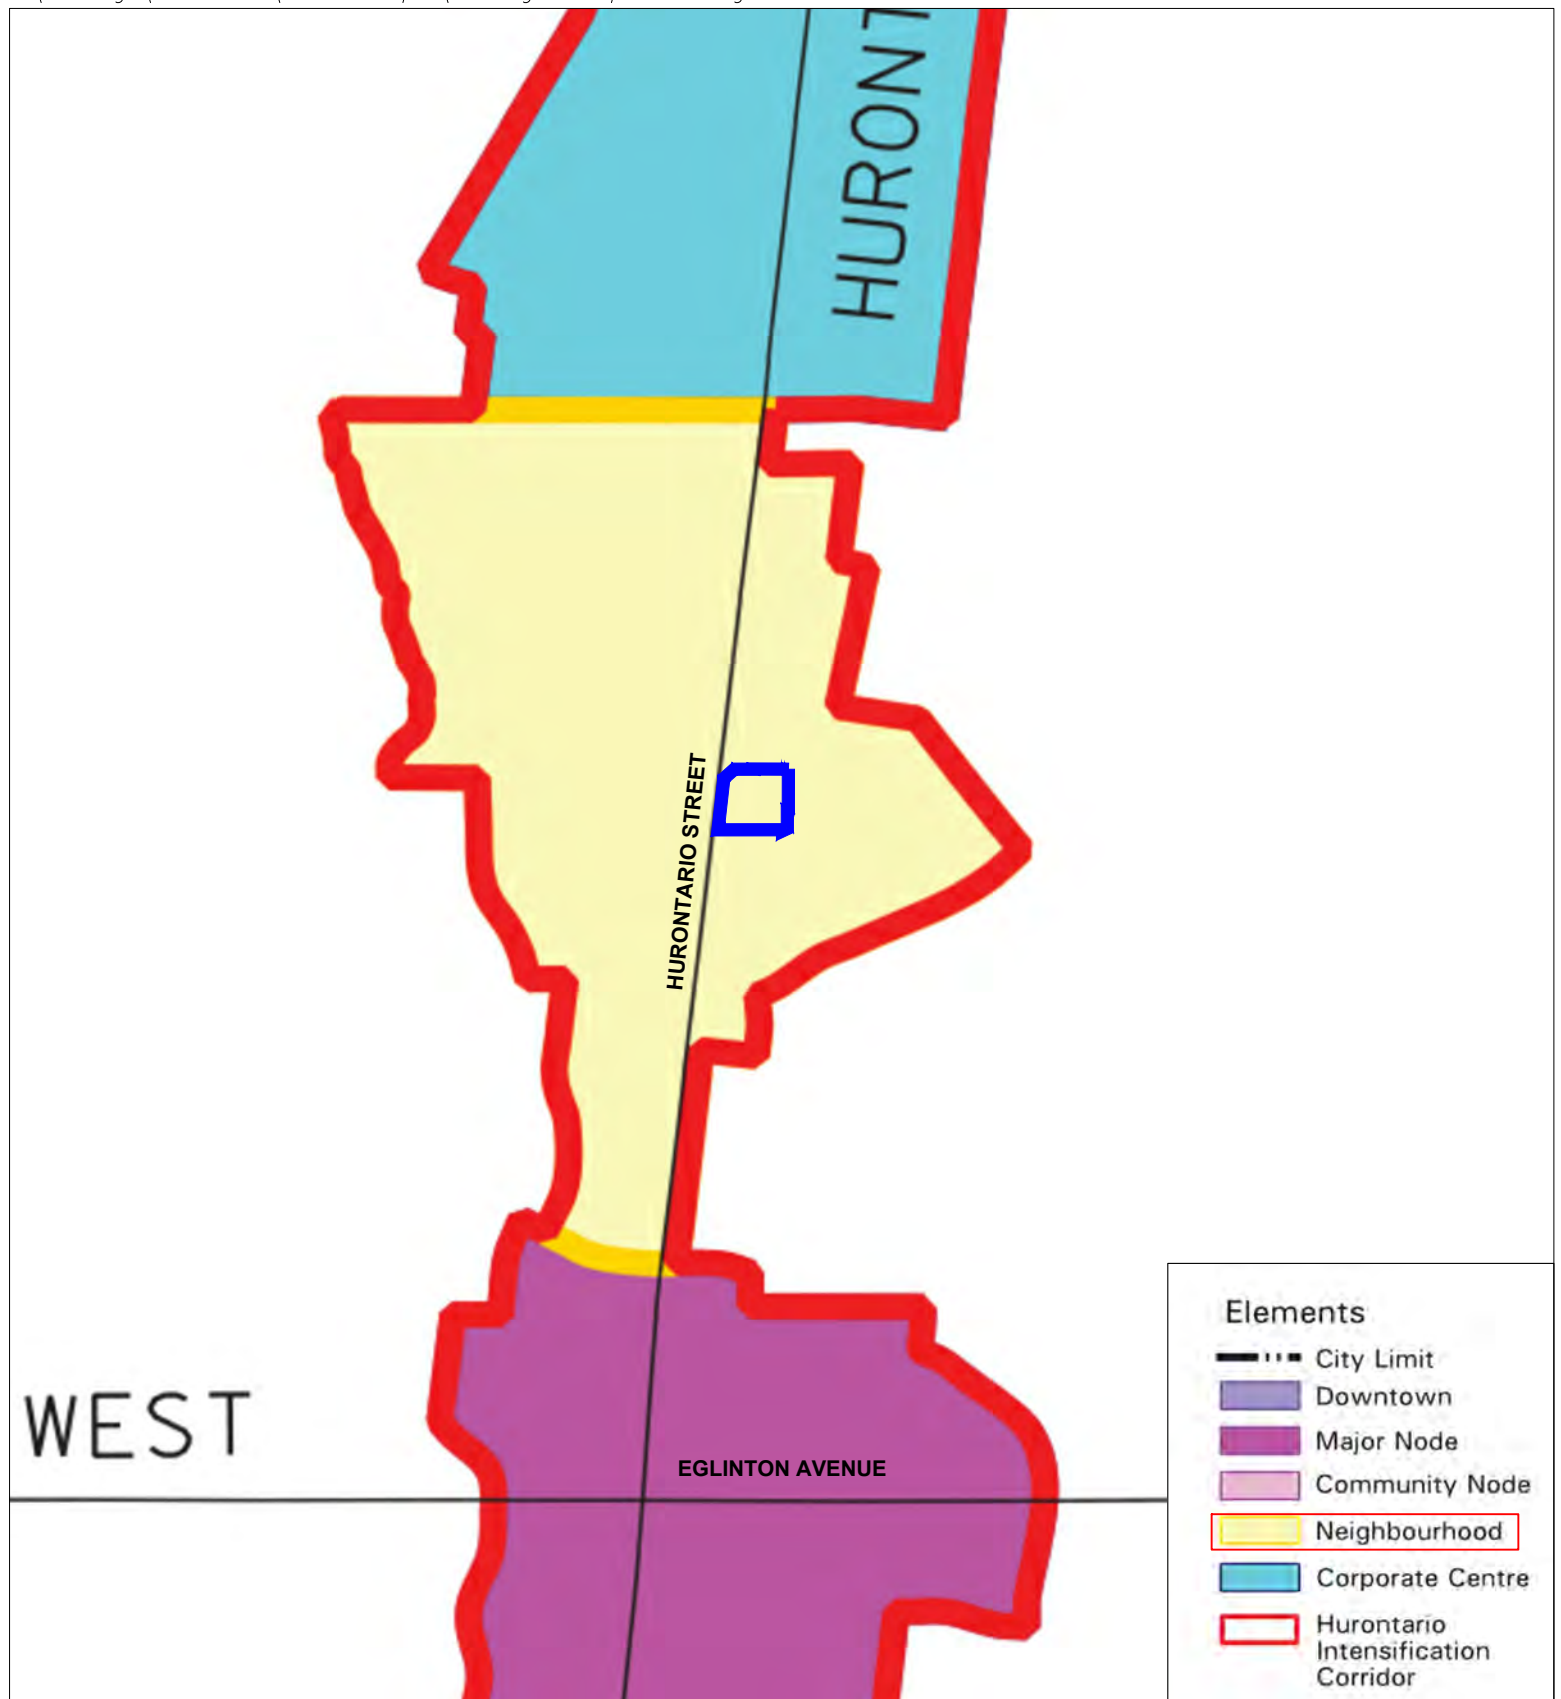 HURONT
HURONTARIO STREET
WEST
EGLINTON AVENUE
Elements
City Limit
Downtown
Major Node
Community Node
Neighbourhood
Corporate Centre
Hurontario
Intensification
Corridor